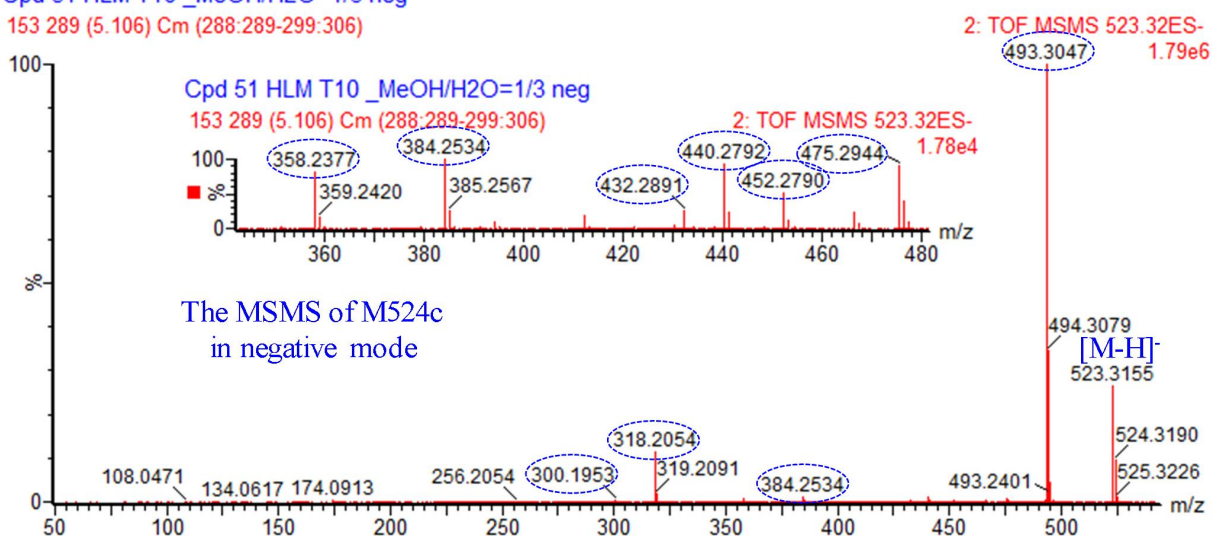 153 289 (5.106) Cm (288:289-299:306)
2: TOF MSMS 523.32ES-
1.79e6
100
%
0
493.3047
494.3079
[M-H]-
523.3155
524.3190
525.3226
493.2401
Cpd 51 HLM T10 _MeOH/H2O=1/3 neg
153 289 (5.106) Cm (288:289-299:306)
2: TOF MSMS 523.32ES-
1.78e4
100
%
0
358.2377
359.2420
384.2534
385.2567
432.2891
440.2792
452.2790
475.2944
360 380 400 420 440 460 480 m/z
The MSMS of M524c
in negative mode
108.0471
134.0617
174.0913
256.2054
300.1953
318.2054
319.2091
384.2534
50 100 150 200 250 300 350 400 450 500 m/z